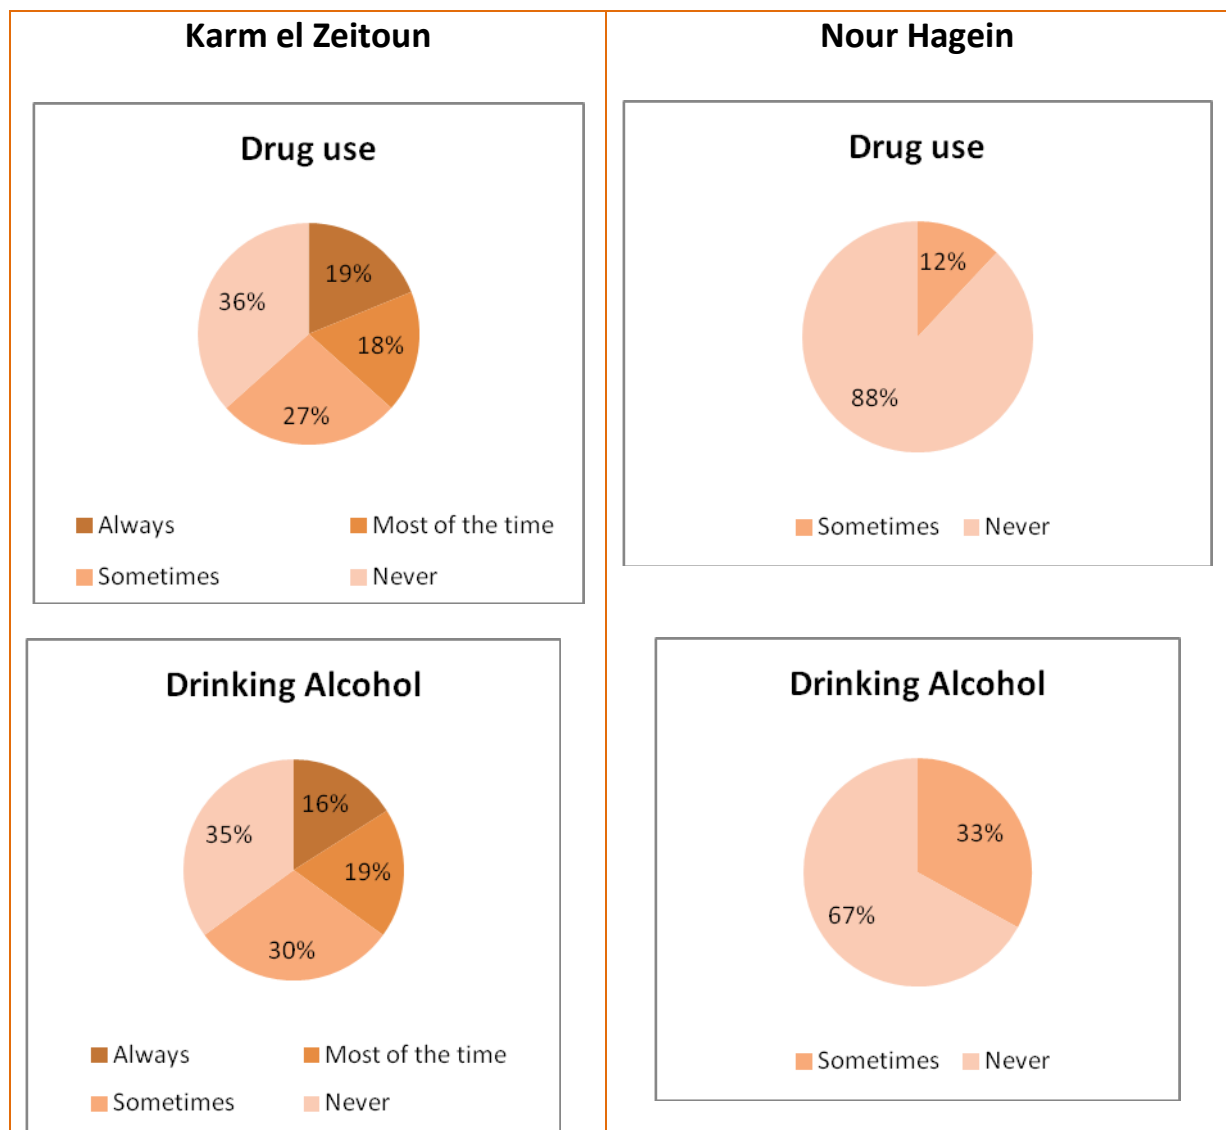 Karm el Zeitoun
Drug use
19%
18%
27%
36%
Always
Most of the time
Sometimes
Never
Drinking Alcohol
16%
19%
30%
35%
Always
Most of the time
Sometimes
Never
Nour Hagein
Drug use
12%
88%
Sometimes
Never
Drinking Alcohol
33%
67%
Sometimes
Never